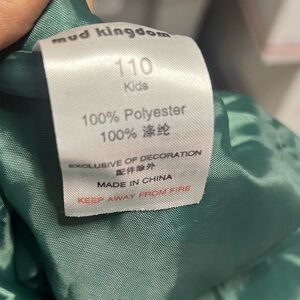 mud kingdom
110
Kids
100% Polyester
100% 涤纶
EXCLUSIVE OF DECORATION
配件除外
MADE IN CHINA
KEEP AWAY FROM FIRE